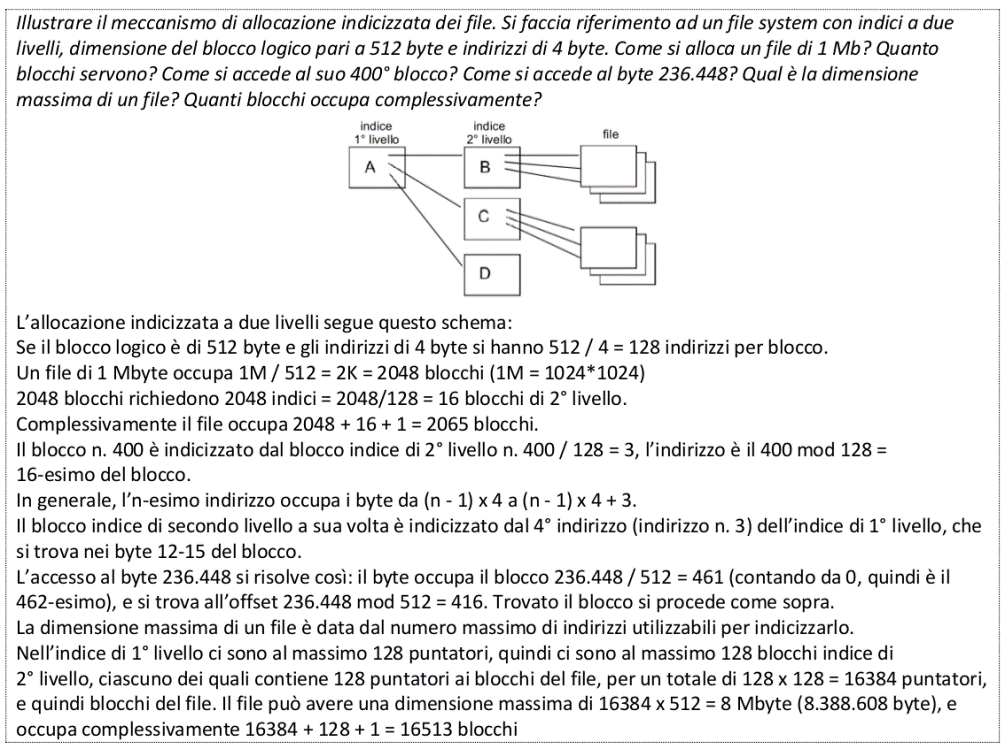 Illustrare il meccanismo di allocazione indicizzata dei file. Si faccia riferimento ad un file system con indici a due
livelli, dimensione del blocco logico pari a 512 byte e indirizzi di 4 byte. Come si alloca un file di 1 Mb? Quanto
blocchi servono? Come si accede al suo 400° blocco? Come si accede al byte 236.448? Qual è la dimensione
massima di un file? Quanti blocchi occupa complessivamente?
indice
1° livello
indice
2° livello
file
A
B
C
D
L'allocazione indicizzata a due livelli segue questo schema:
Se il blocco logico è di 512 byte e gli indirizzi di 4 byte si hanno 512 / 4 = 128 indirizzi per blocco.
Un file di 1 Mbyte occupa 1M / 512 = 2K = 2048 blocchi (1M = 1024*1024)
2048 blocchi richiedono 2048 indici = 2048/128 = 16 blocchi di 2° livello.
Complessivamente il file occupa 2048 + 16 + 1 = 2065 blocchi.
Il blocco n. 400 è indicizzato dal blocco indice di 2° livello n. 400 / 128 = 3, l'indirizzo è il 400 mod 128 =
16-esimo del blocco.
In generale, l'n-esimo indirizzo occupa i byte da (n - 1) x 4 a (n - 1) x 4 + 3.
Il blocco indice di secondo livello a sua volta è indicizzato dal 4° indirizzo (indirizzo n. 3) dell'indice di 1° livello, che
si trova nei byte 12-15 del blocco.
L'accesso al byte 236.448 si risolve così: il byte occupa il blocco 236.448 / 512 = 461 (contando da 0, quindi è il
462-esimo), e si trova all'offset 236.448 mod 512 = 416. Trovato il blocco si procede come sopra.
La dimensione massima di un file è data dal numero massimo di indirizzi utilizzabili per indicizzarlo.
Nell'indice di 1° livello ci sono al massimo 128 puntatori, quindi ci sono al massimo 128 blocchi indice di
2° livello, ciascuno dei quali contiene 128 puntatori ai blocchi del file, per un totale di 128 x 128 = 16384 puntatori,
e quindi blocchi del file. Il file può avere una dimensione massima di 16384 x 512 = 8 Mbyte (8.388.608 byte), e
occupa complessivamente 16384 + 128 + 1 = 16513 blocchi